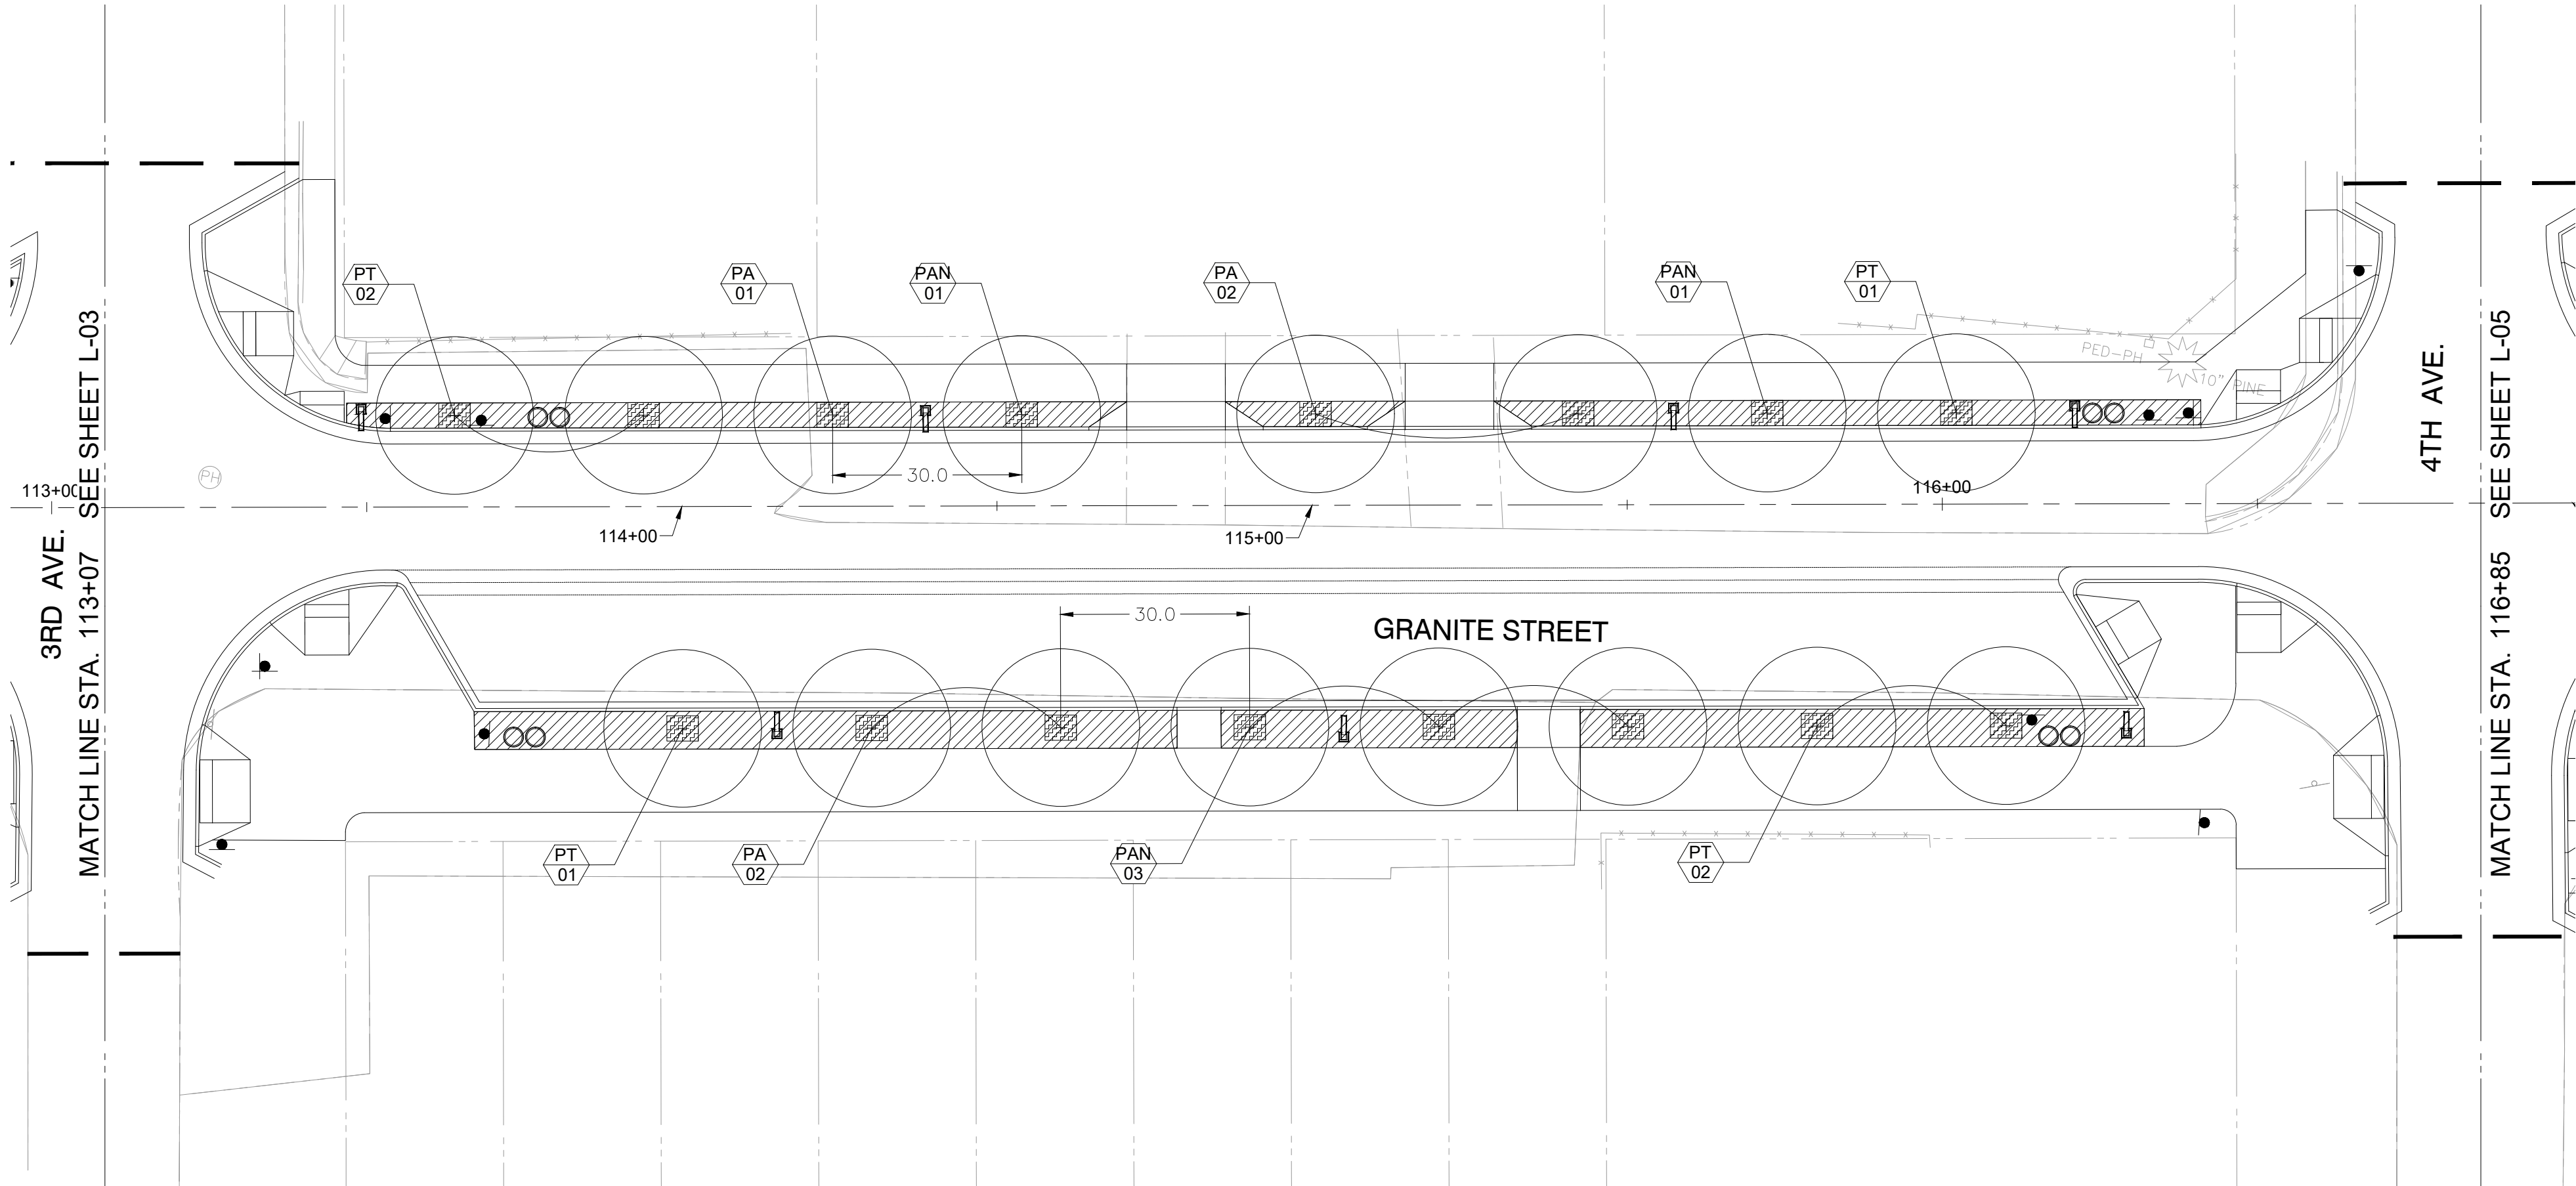 PT
02
PA
01
PAN
01
PA
02
PAN
01
PT
01
PED-PH
10" PINE
PH
113+00
114+00
30.0
115+00
116+00
3RD AVE.
MATCH LINE STA. 113+07 SEE SHEET L-03
4TH AVE.
MATCH LINE STA. 116+85 SEE SHEET L-05
30.0
GRANITE STREET
PT
01
PA
02
PAN
03
PT
02